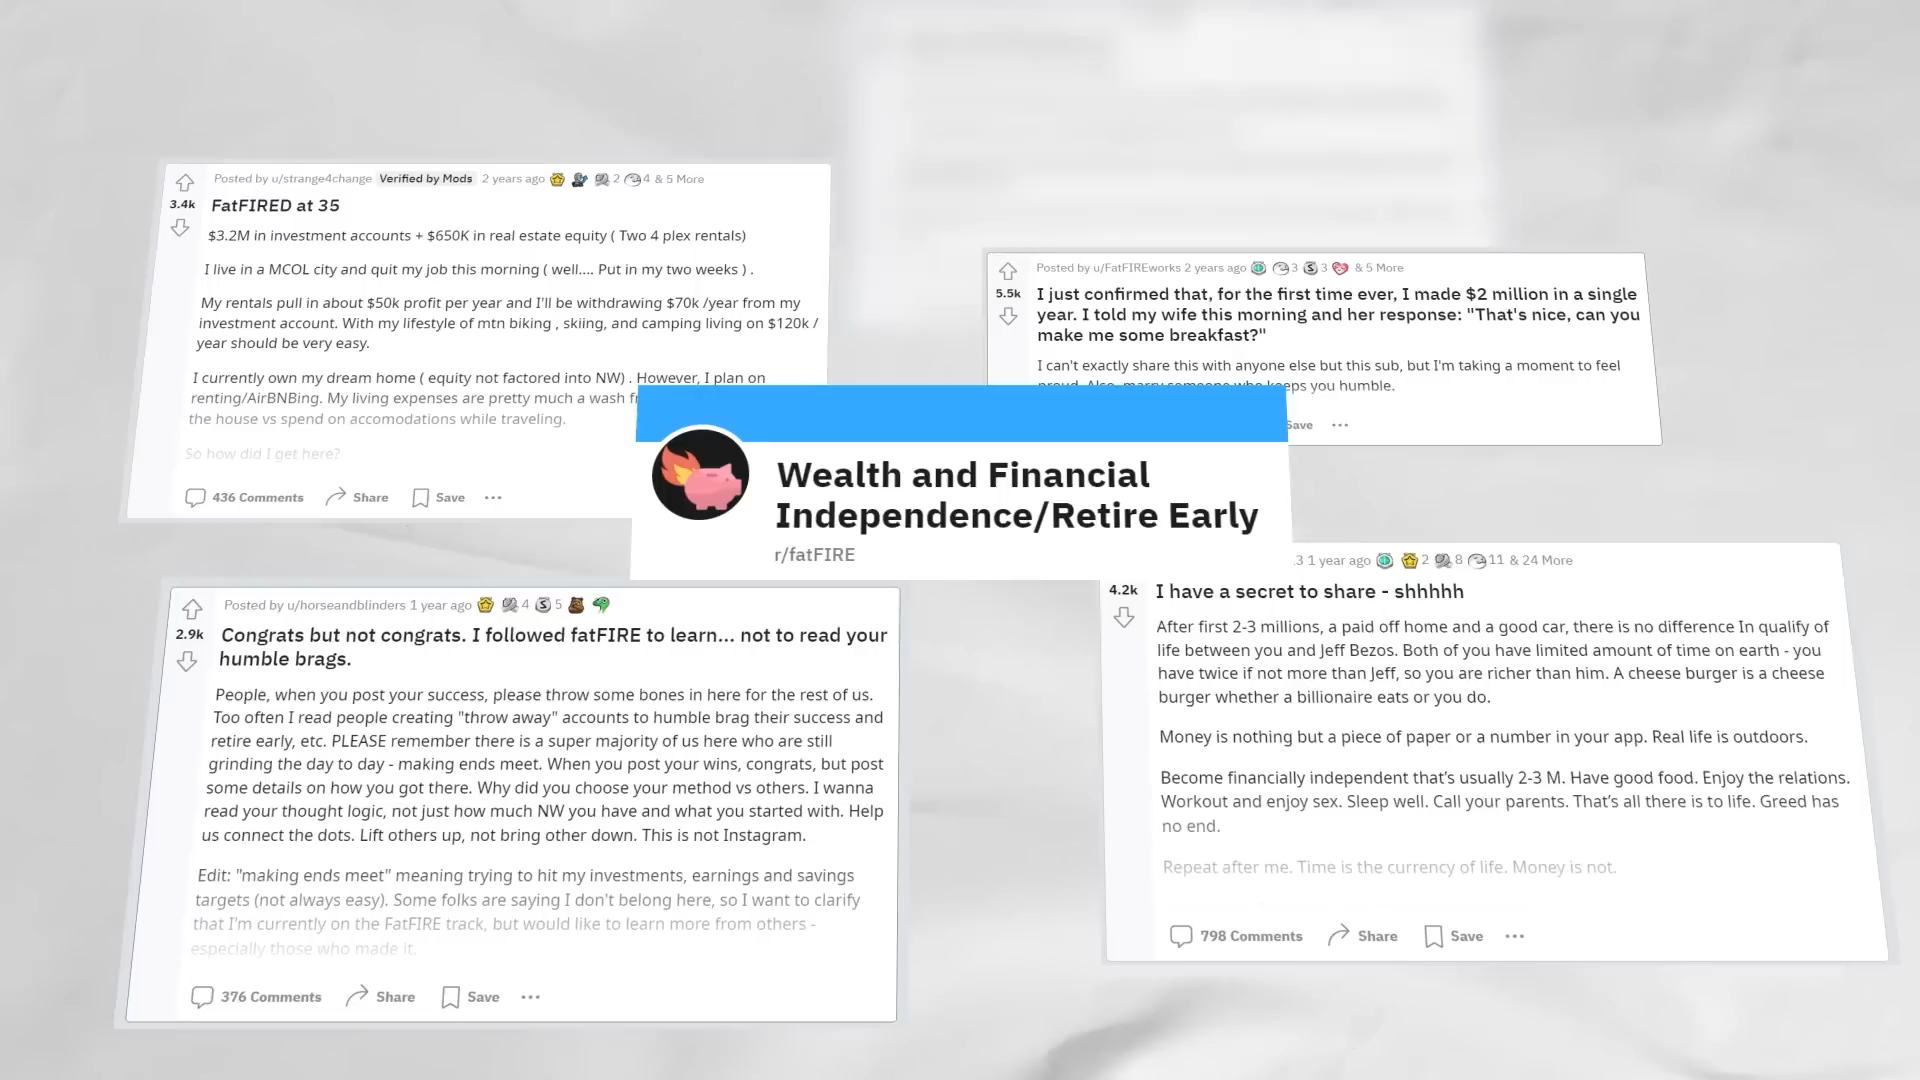 Posted by u/strange4change Verified by Mods 2 years ago 2 4 & 5 More
3.4k
FatFIRED at 35
$3.2M in investment accounts + $650K in real estate equity ( Two 4 plex rentals)
I live in a MCOL city and quit my job this morning ( well.... Put in my two weeks ) .
My rentals pull in about $50k profit per year and I'll be withdrawing $70k /year from my
investment account. With my lifestyle of mtn biking , skiing, and camping living on $120k /
year should be very easy.
I currently own my dream home ( equity not factored into NW) . However, I plan on
renting/AirBNBing. My living expenses are pretty much a wash
the house vs spend on accomodations while traveling.
So how did I get here?
436 Comments Share Save ...
Posted by u/FatFIREworks 2 years ago 3 3 & 5 More
5.5k
I just confirmed that, for the first time ever, I made $2 million in a single
year. I told my wife this morning and her response: "That's nice, can you
make me some breakfast?"
I can't exactly share this with anyone else but this sub, but I'm taking a moment to feel
proud. Also, marry someone who keeps you humble.
Save ...
Wealth and Financial
Independence/Retire Early
r/fatFIRE
Posted by u/horseandblinders 1 year ago 4 5
2.9k
Congrats but not congrats. I followed fatFIRE to learn... not to read your
humble brags.
People, when you post your success, please throw some bones in here for the rest of us.
Too often I read people creating "throw away" accounts to humble brag their success and
retire early, etc. PLEASE remember there is a super majority of us here who are still
grinding the day to day - making ends meet. When you post your wins, congrats, but post
some details on how you got there. Why did you choose your method vs others. I wanna
read your thought logic, not just how much NW you have and what you started with. Help
us connect the dots. Lift others up, not bring other down. This is not Instagram.
Edit: "making ends meet" meaning trying to hit my investments, earnings and savings
targets (not always easy). Some folks are saying I don't belong here, so I want to clarify
that I'm currently on the FatFIRE track, but would like to learn more from others -
especially those who made it.
376 Comments Share Save ...
3 1 year ago 2 8 11 & 24 More
4.2k
I have a secret to share - shhhhh
After first 2-3 millions, a paid off home and a good car, there is no difference In qualify of
life between you and Jeff Bezos. Both of you have limited amount of time on earth - you
have twice if not more than Jeff, so you are richer than him. A cheese burger is a cheese
burger whether a billionaire eats or you do.
Money is nothing but a piece of paper or a number in your app. Real life is outdoors.
Become financially independent that's usually 2-3 M. Have good food. Enjoy the relations.
Workout and enjoy sex. Sleep well. Call your parents. That's all there is to life. Greed has
no end.
Repeat after me. Time is the currency of life. Money is not.
798 Comments Share Save ...